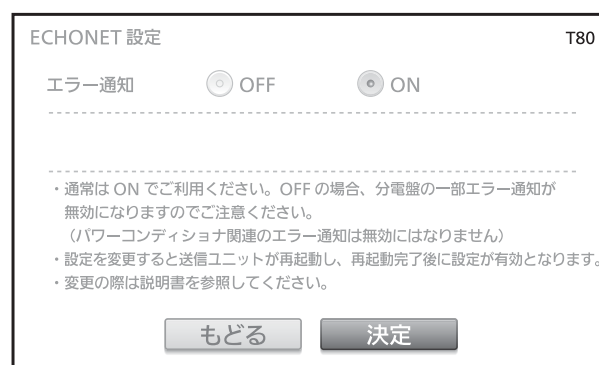 ECHONET 設定 T80
エラー通知 OFF ON
・通常は ON でご利用ください。OFF の場合、分電盤の一部エラー通知が
無効になりますのでご注意ください。
（パワーコンディショナ関連のエラー通知は無効にはなりません）
・設定を変更すると送信ユニットが再起動し、再起動完了後に設定が有効となります。
・変更の際は説明書を参照してください。
もどる 決定